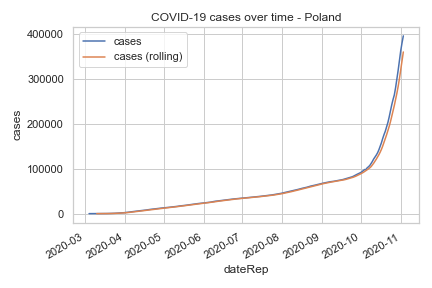 COVID-19 cases over time - Poland
cases
cases (rolling)
400000
300000
200000
100000
0
cases
2020-03
2020-04
2020-05
2020-06
2020-07
2020-08
2020-09
2020-10
2020-11
dateRep